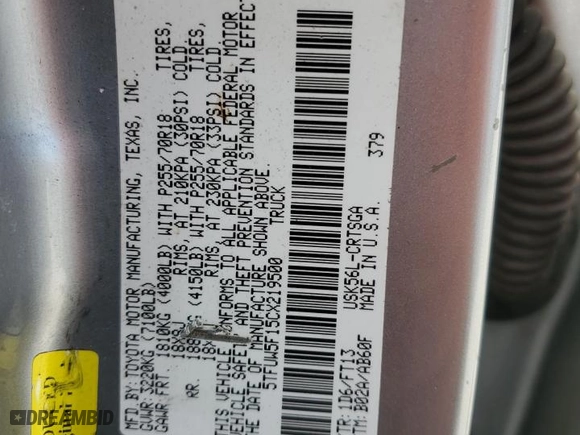 MFD.BY: TOYOTA MOTOR MANUFACTURING, TEXAS, INC.
GVWR: 3220KG (7100LB)
GAWR: FRT. 1810KG (4000LB) WITH P255/70R18 TIRES,
18X8J RIMS, AT 210KPA (30PSI) COLD
RR. (4150LB) WITH P255/70R18 TIRES,
RIMS, AT 230KPA (33PSI) COLD
THIS VEHICLE CONFORMS TO ALL APPLICABLE FEDERAL MOTOR
VEHICLE SAFETY AND THEFT PREVENTION STANDARDS IN EFFECT
ON THE DATE OF MANUFACTURE SHOWN ABOVE.
5TFUW5F15CX219500 TRUCK
379
C/TR: 1J6/FT13 USK56L-CRTSGA
A/TM: B02A/AB60F MADE IN U.S.A.
© DREAMBID
DREAMBID